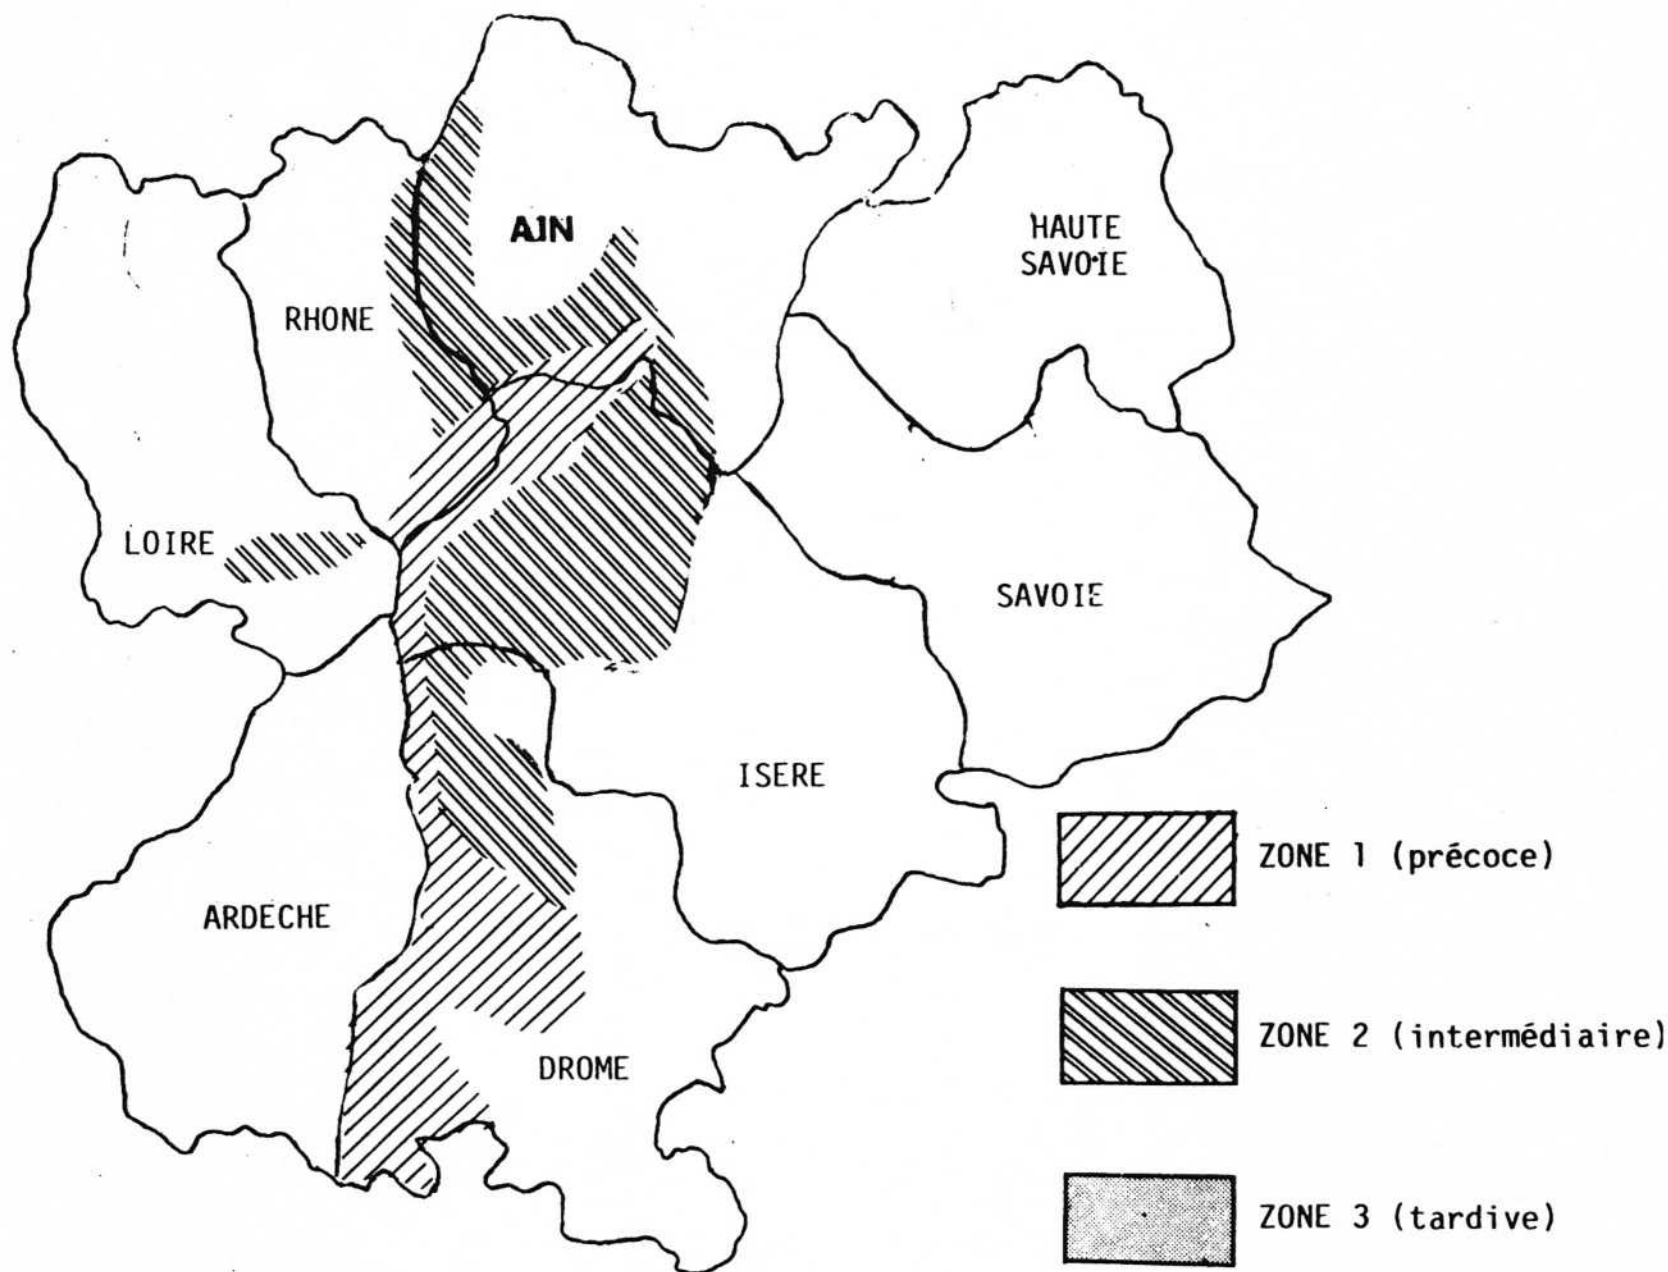 AIN
HAUTE
SAVOIE
RHONE
LOIRE
SAVOIE
ISERE
ARDECHE
DROME
ZONE 1 (précoce)
ZONE 2 (intermédiaire)
ZONE 3 (tardive)